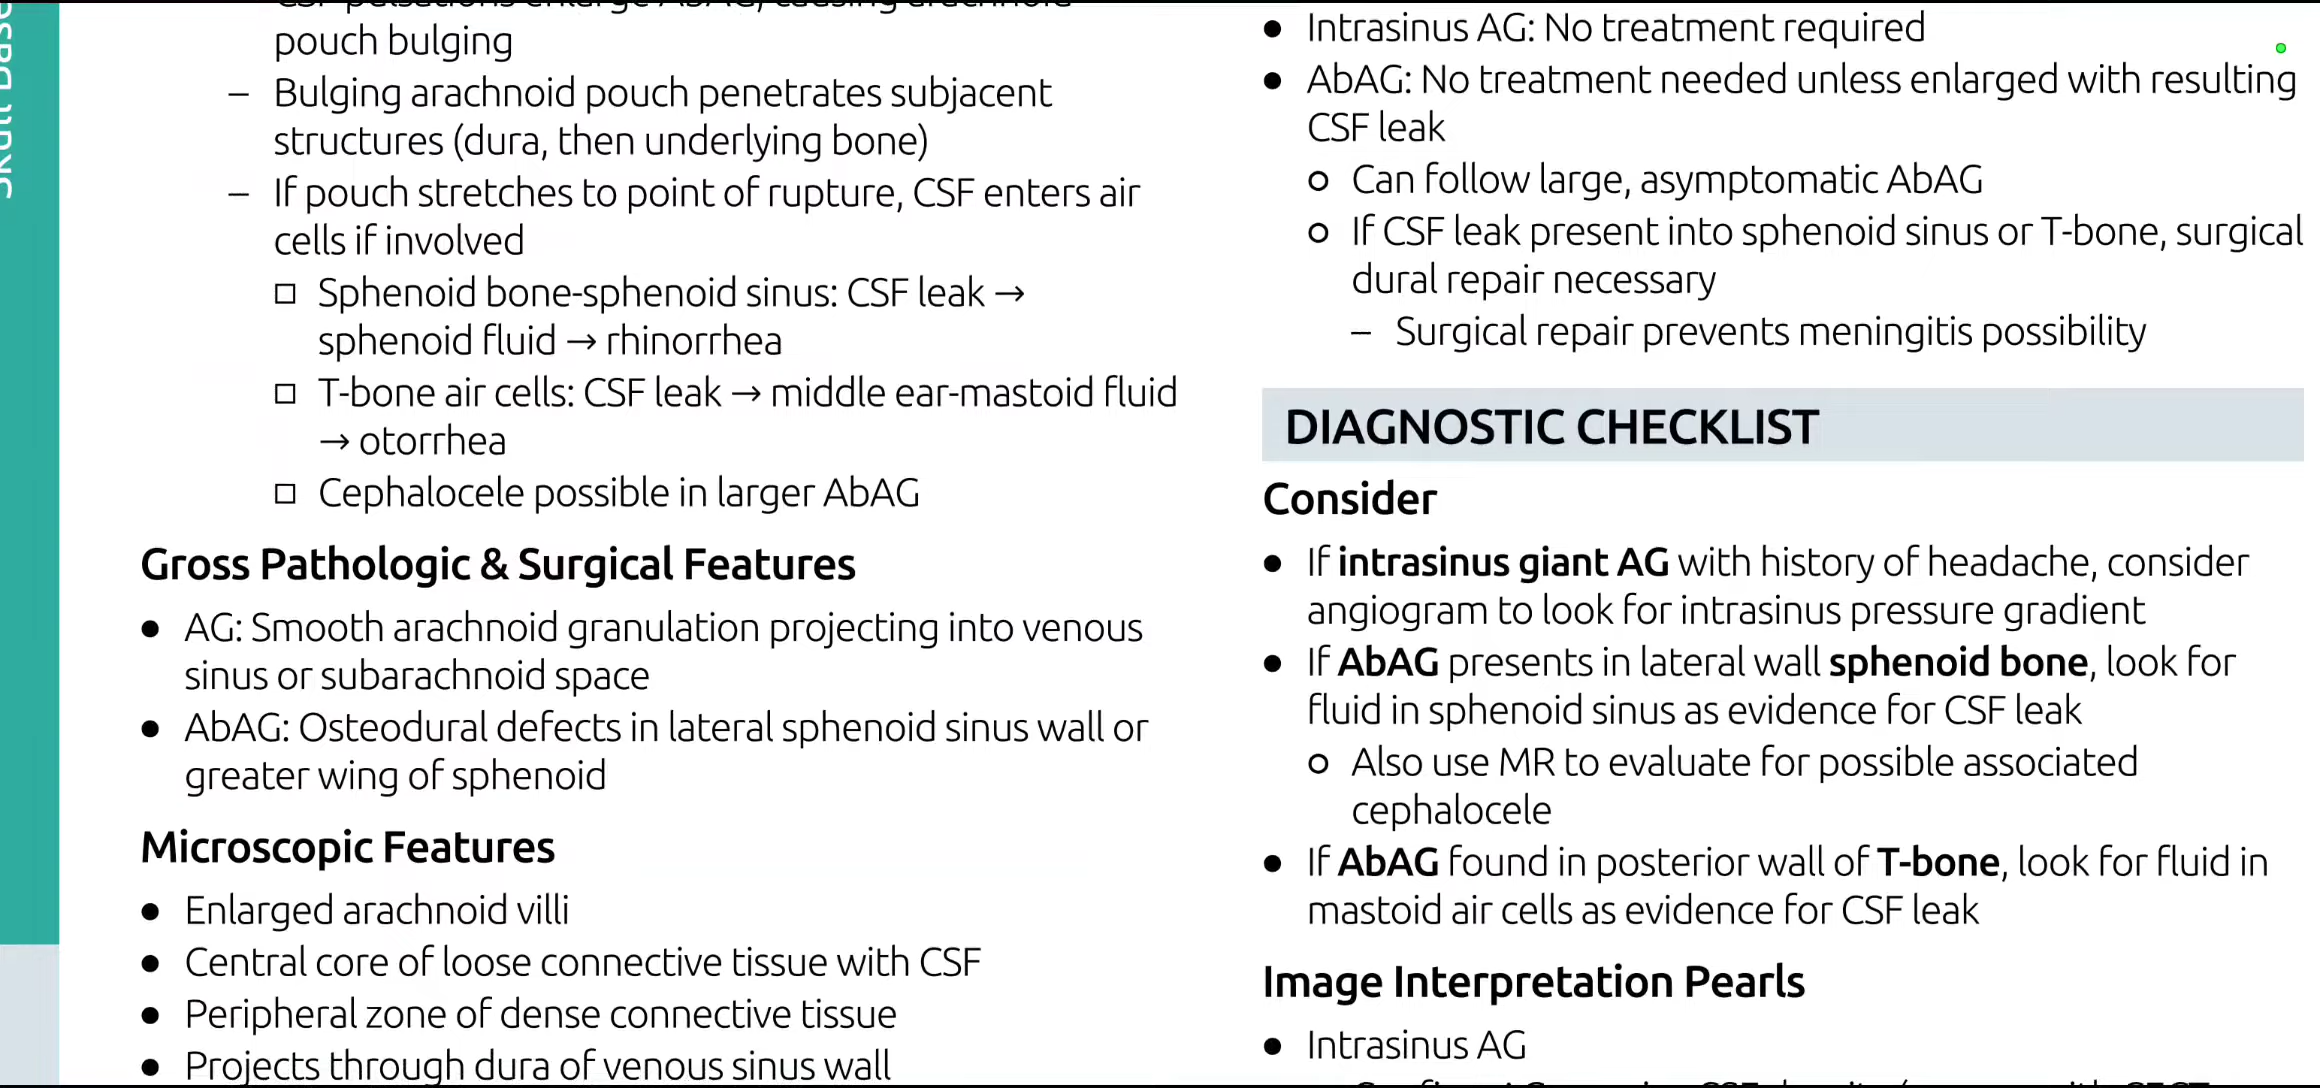 Skull Base
pouch bulging
– Bulging arachnoid pouch penetrates subjacent
structures (dura, then underlying bone)
– If pouch stretches to point of rupture, CSF enters air
cells if involved
□ Sphenoid bone-sphenoid sinus: CSF leak →
sphenoid fluid → rhinorrhea
□ T-bone air cells: CSF leak → middle ear-mastoid fluid
→ otorrhea
□ Cephalocele possible in larger AbAG
Gross Pathologic & Surgical Features
● AG: Smooth arachnoid granulation projecting into venous
sinus or subarachnoid space
● AbAG: Osteodural defects in lateral sphenoid sinus wall or
greater wing of sphenoid
Microscopic Features
● Enlarged arachnoid villi
● Central core of loose connective tissue with CSF
● Peripheral zone of dense connective tissue
● Projects through dura of venous sinus wall
● Intrasinus AG: No treatment required
● AbAG: No treatment needed unless enlarged with resulting
CSF leak
○ Can follow large, asymptomatic AbAG
○ If CSF leak present into sphenoid sinus or T-bone, surgical
dural repair necessary
– Surgical repair prevents meningitis possibility
DIAGNOSTIC CHECKLIST
Consider
● If intrasinus giant AG with history of headache, consider
angiogram to look for intrasinus pressure gradient
● If AbAG presents in lateral wall sphenoid bone, look for
fluid in sphenoid sinus as evidence for CSF leak
○ Also use MR to evaluate for possible associated
cephalocele
● If AbAG found in posterior wall of T-bone, look for fluid in
mastoid air cells as evidence for CSF leak
Image Interpretation Pearls
● Intrasinus AG